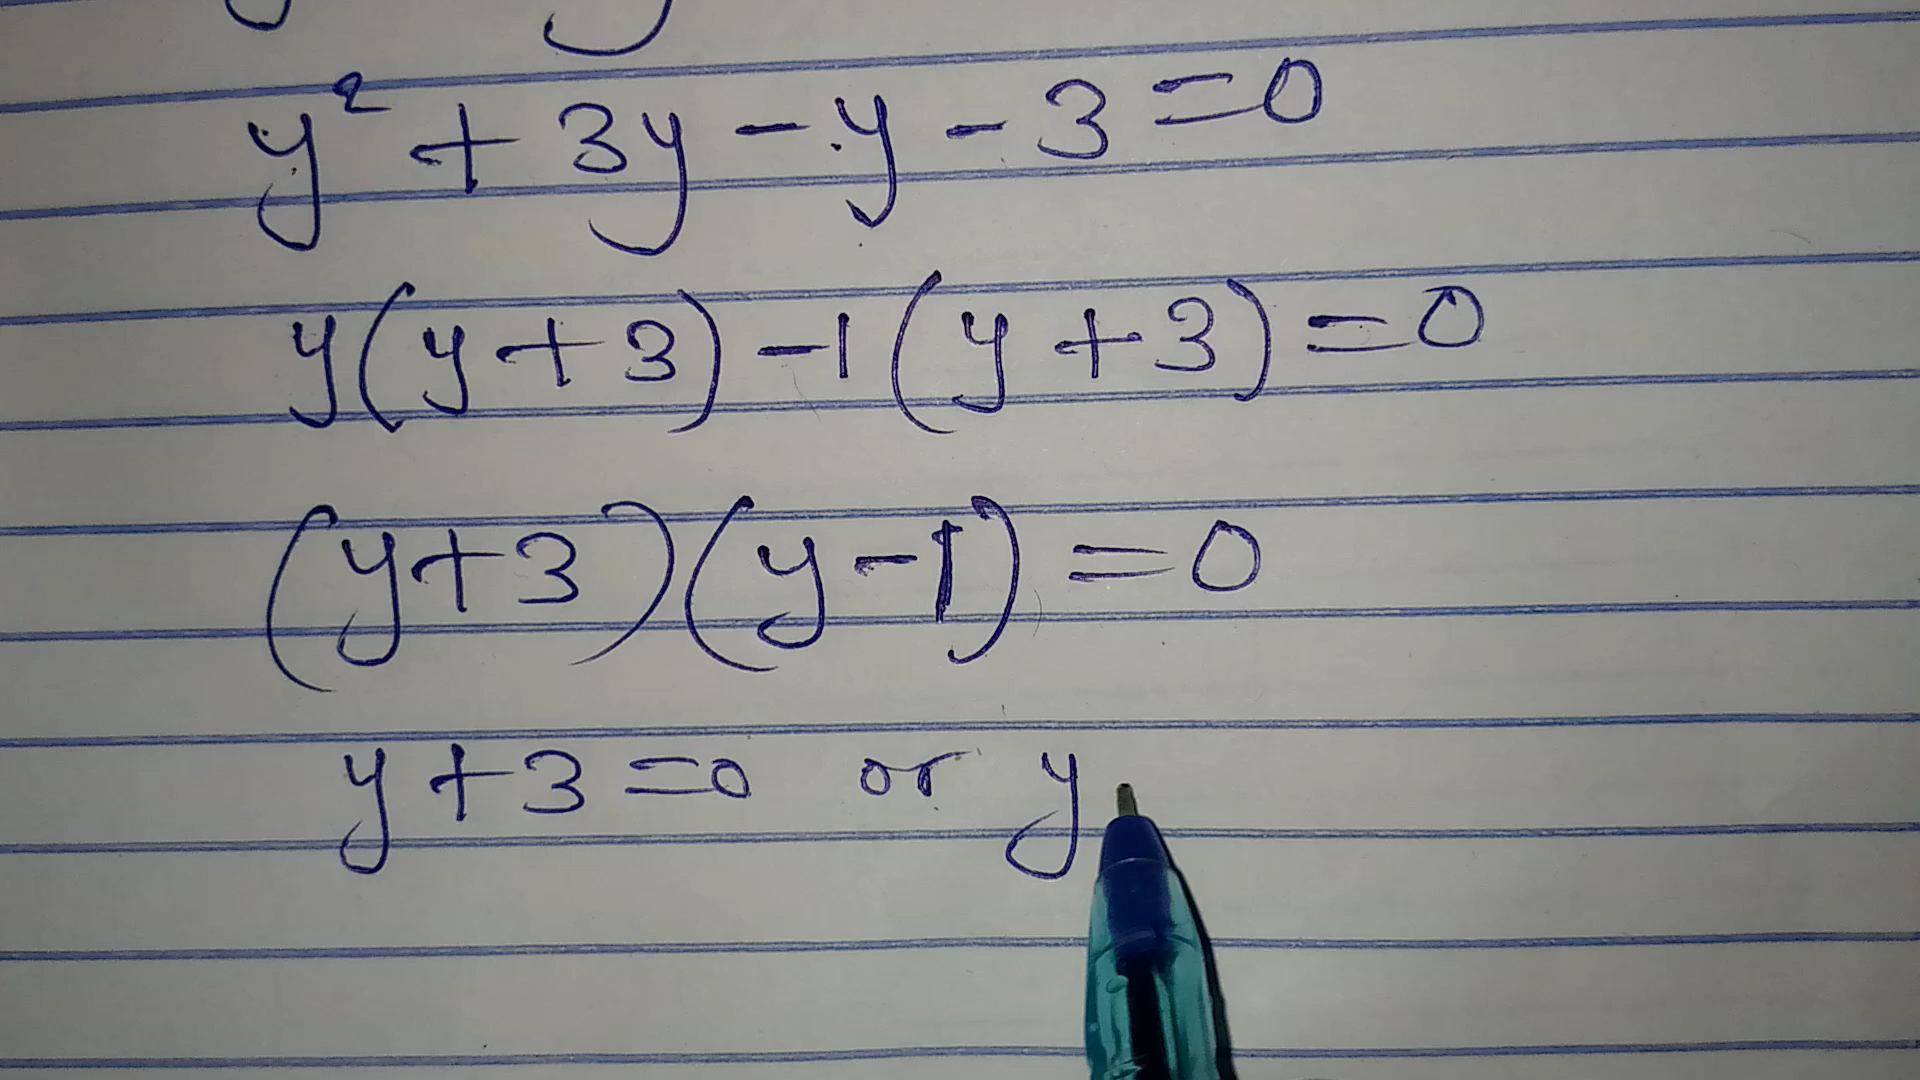 y² + 3y - y - 3 = 0
y(y + 3) - 1(y + 3) = 0
(y + 3)(y - 1) = 0
y + 3 = 0 or y